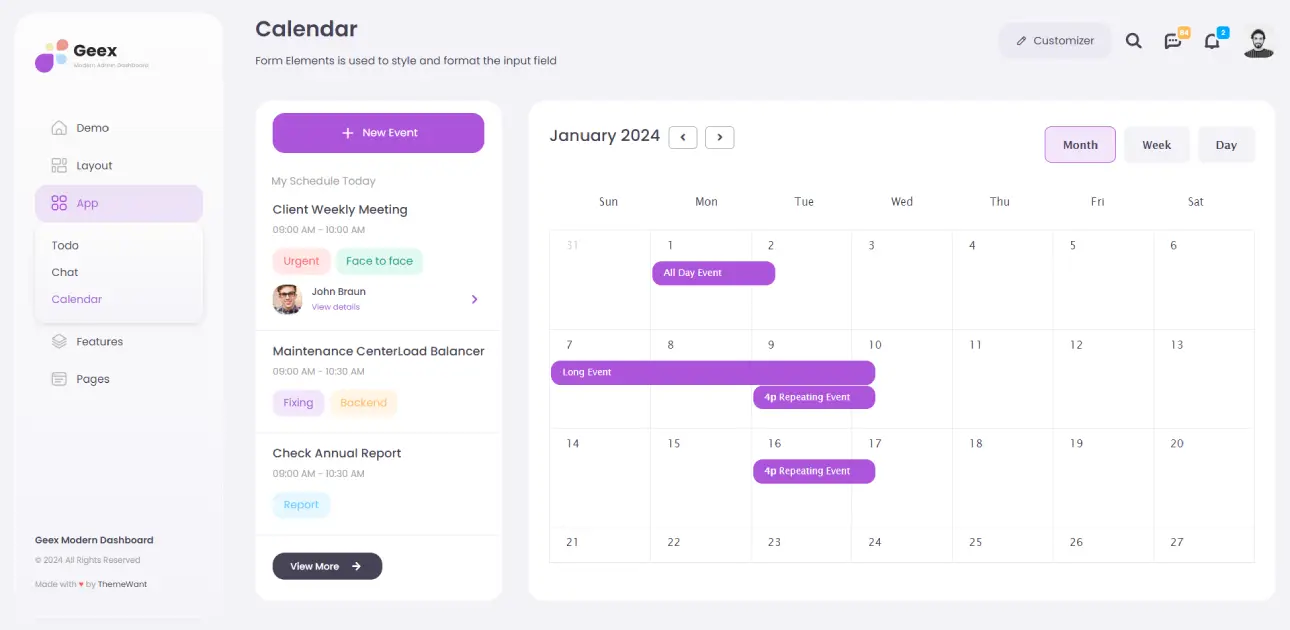 Geex
Modern Admin Dashboard
Demo
Layout
App
Todo
Chat
Calendar
Features
Pages
Geex Modern Dashboard
© 2024 All Rights Reserved
Made with ♥ by ThemeWant
Calendar
Form Elements is used to style and format the input field
Customizer
84
2
+ New Event
My Schedule Today
Client Weekly Meeting
09:00 AM - 10:00 AM
Urgent Face to face
John Braun
View details
Maintenance CenterLoad Balancer
09:00 AM - 10:30 AM
Fixing Backend
Check Annual Report
09:00 AM - 10:30 AM
Report
View More →
January 2024 < >
Month Week Day
Sun Mon Tue Wed Thu Fri Sat
31 1 2 3 4 5 6
All Day Event
7 8 9 10 11 12 13
Long Event
4p Repeating Event
14 15 16 17 18 19 20
4p Repeating Event
21 22 23 24 25 26 27